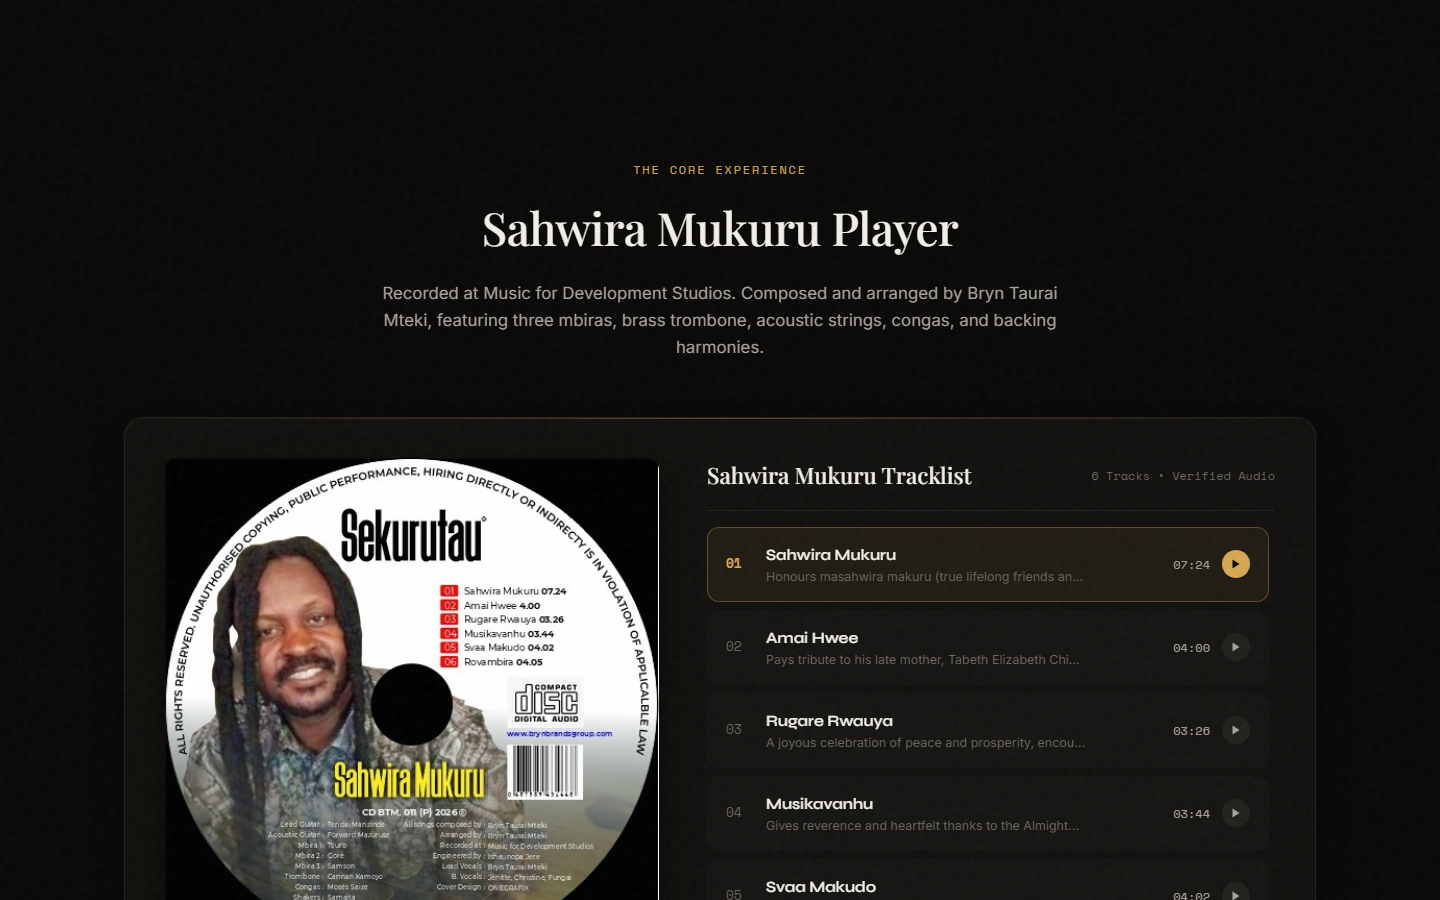 THE CORE EXPERIENCE
Sahwira Mukuru Player
Recorded at Music for Development Studios. Composed and arranged by Bryn Taurai
Mteki, featuring three mbiras, brass trombone, acoustic strings, congas, and backing
harmonies.
ALL RIGHTS RESERVED. UNAUTHORISED COPYING, PUBLIC PERFORMANCE, HIRING DIRECTLY OR INDIRECTY IS IN VIOLATION OF APPLICALBLE LAW
Sekurutau
01 Sahwira Mukuru 07.24
02 Amai Hwee 4.00
03 Rugare Rwauya 03.26
04 Musikavanhu 03.44
05 Svaa Makudo 04.02
06 Rovambira 04.05
COMPACT
disc
DIGITAL AUDIO
www.brynbrandsgroup.com
Sahwira Mukuru
CD BTM. 011 (P) 2026 ©
Lead Guitar : Tendai Manzinde
Acoustic Guitar : Forward Mazuruse
Mbira 1: Tsuro
Mbira 2 : Gore
Mbira 3 : Samson
Trombone : Cannan Kamoyo
Congas : Moses Saize
Shakers : Samaita
All songs composed by : Bryn Taurai Mteki
Arranged by : Bryn Taurai Mteki
Recorded at : Music for Development Studios
Engineered by : Isheunopa Jere
Lead Vocals : Bryn Taurai Mteki
B. Vocals : Jenitte, Christine, Fungai
Cover Design : ONEGRAFIX
Sahwira Mukuru Tracklist
6 Tracks • Verified Audio
01 Sahwira Mukuru 07:24
Honours masahwira makuru (true lifelong friends an...
02 Amai Hwee 04:00
Pays tribute to his late mother, Tabeth Elizabeth Chi...
03 Rugare Rwauya 03:26
A joyous celebration of peace and prosperity, encou...
04 Musikavanhu 03:44
Gives reverence and heartfelt thanks to the Almight...
05 Svaa Makudo 04:02